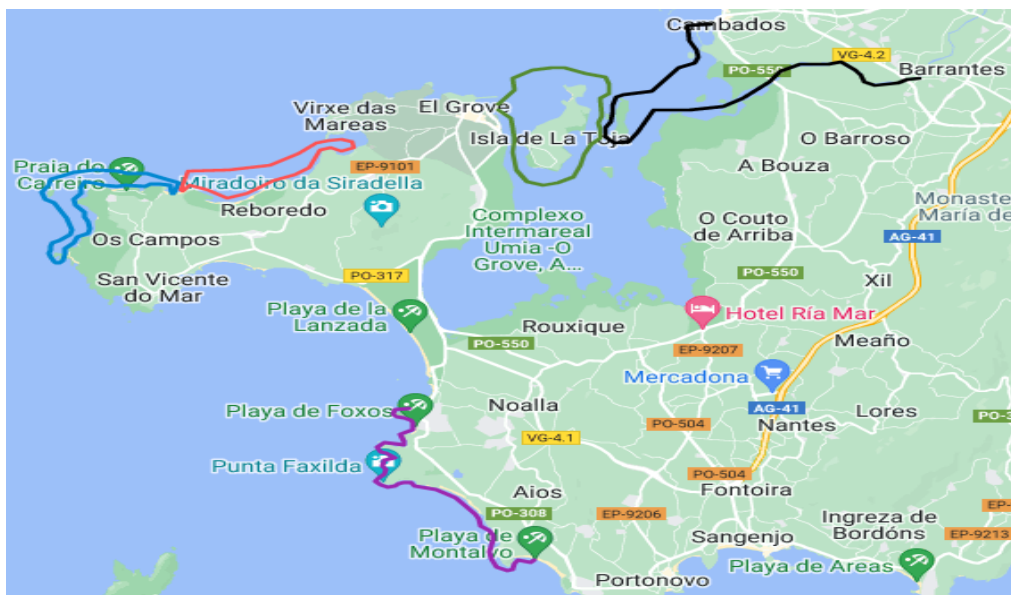 Cambados
VG-4.2
PO-550
Barrantes
Virxe das
Mareas
El Grove
Isla de La Toja
O Barroso
Praia de
Carreiro
EP-9101
A Bouza
Miradoiro da Siradella
Reboredo
Monaste
María de
Os Campos
Complexo
Intermareal
Umia -O
Grove, A...
O Couto
de Arriba
AG-41
San Vicente
do Mar
PO-317
PO-550
Xil
Playa de la
Lanzada
Hotel Ría Mar
Rouxique
PO-550
EP-9207
Meaño
Mercadona
Playa de Foxos
Noalla
AG-41
Lores
PO-504
Nantes
VG-4.1
Punta Faxilda
PO-504
Aios
Fontoira
PO-308
EP-9206
Ingreza de
Bordóns
EP-9213
Playa de
Montalvo
Sangenjo
Playa de Areas
Portonovo